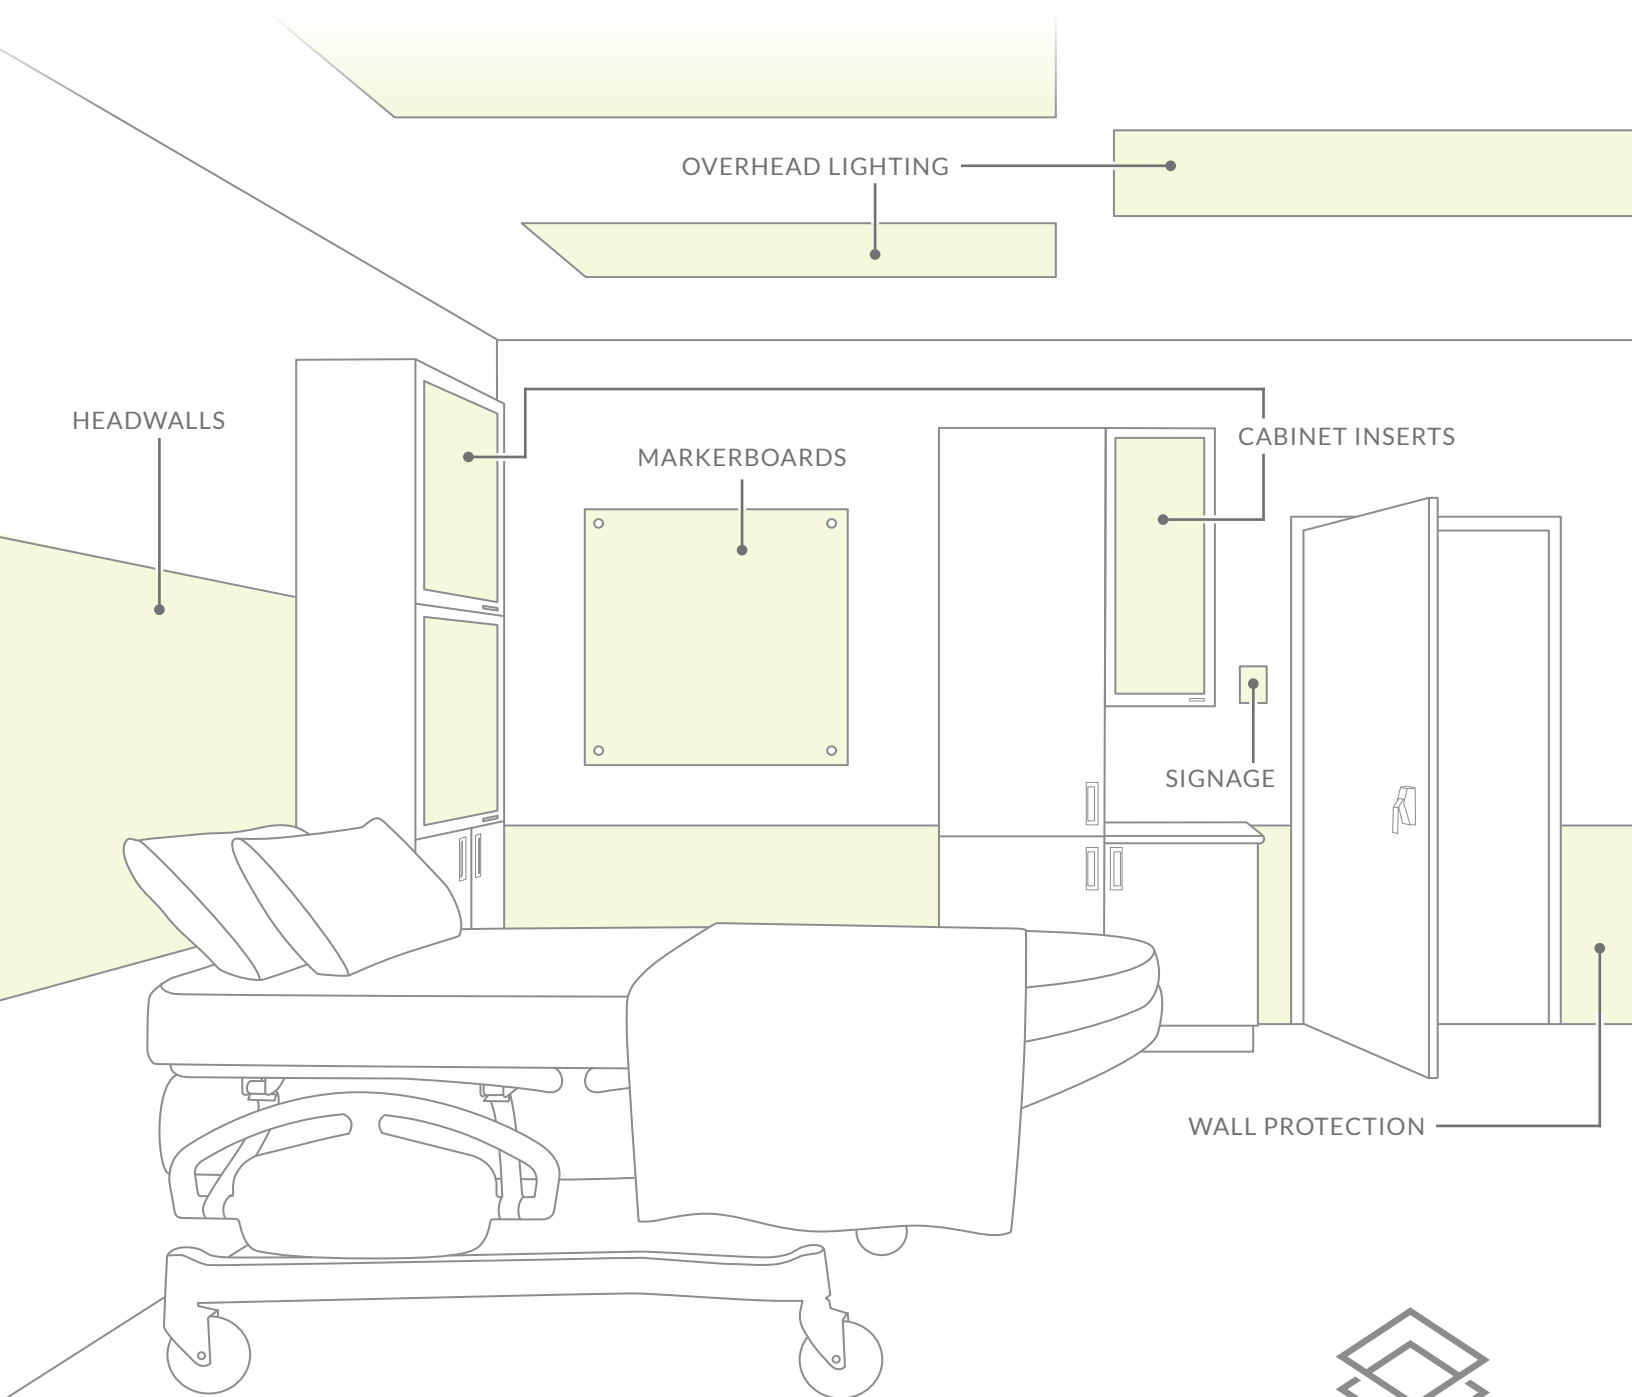 OVERHEAD LIGHTING
HEADWALLS
CABINET INSERTS
MARKERBOARDS
SIGNAGE
WALL PROTECTION